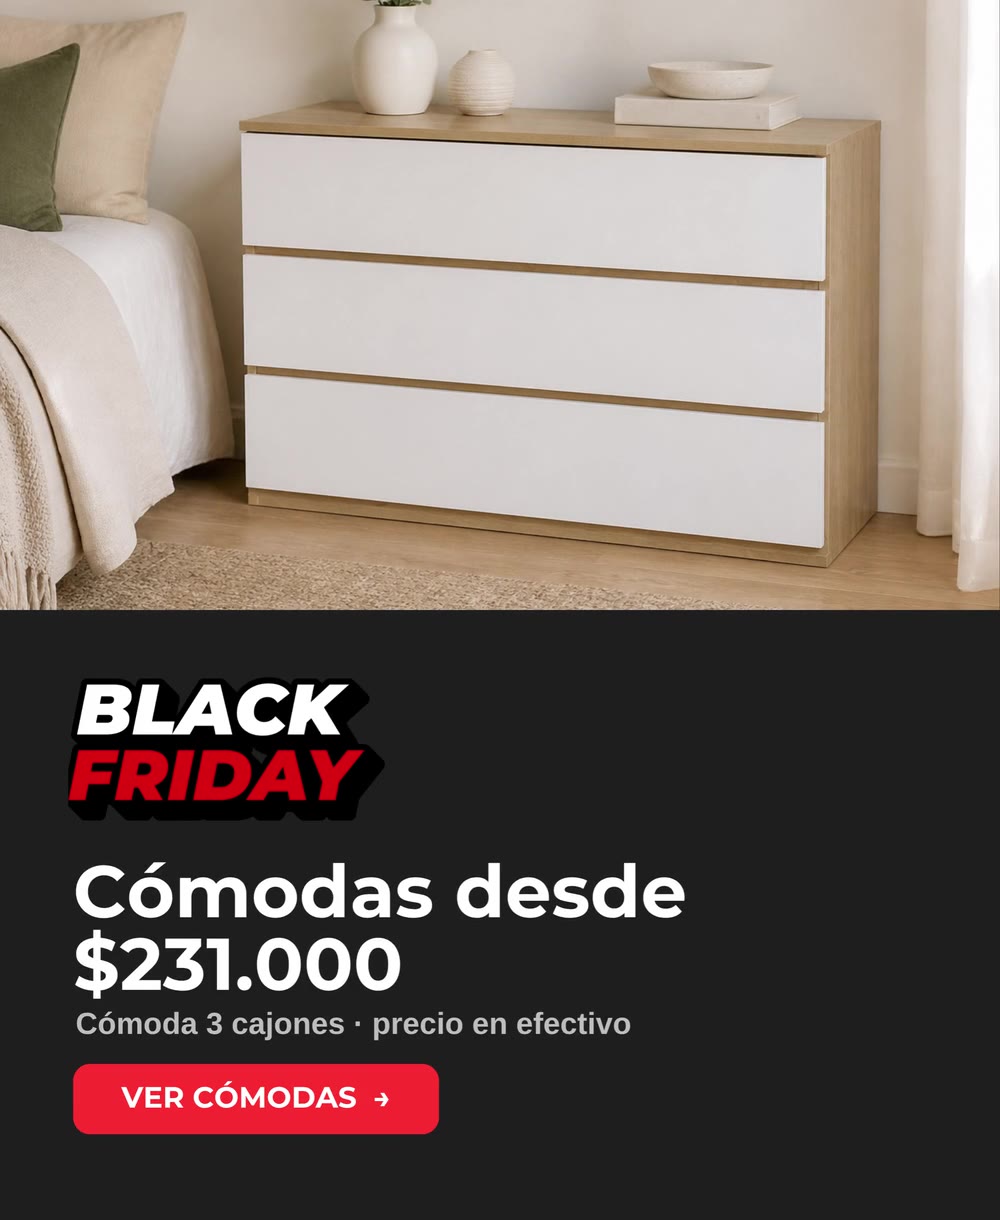 BLACK
FRIDAY
Cómodas desde
$231.000
Cómoda 3 cajones · precio en efectivo
VER CÓMODAS →